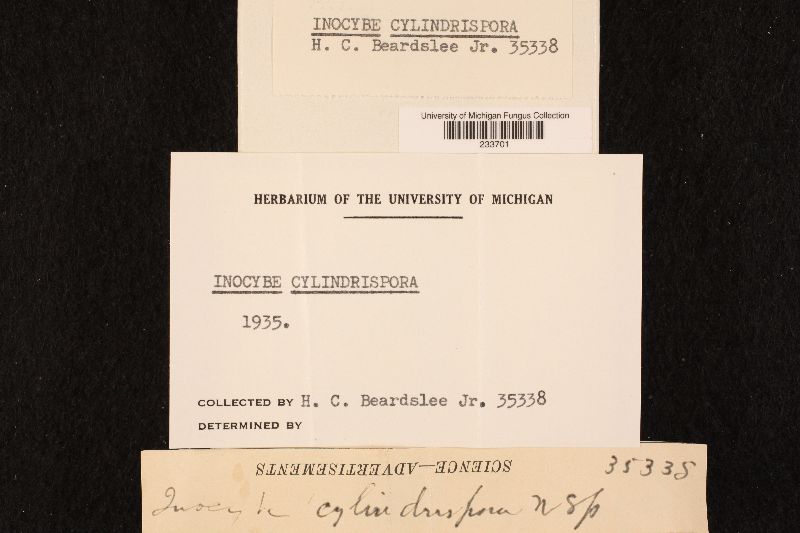 INOCYBE CYLINDRISPORA
H. C. Beardslee Jr. 35338
University of Michigan Fungus Collection
233701
HERBARIUM OF THE UNIVERSITY OF MICHIGAN
INOCYBE CYLINDRISPORA
1935.
COLLECTED BY H. C. Beardslee Jr. 35338
DETERMINED BY
SCIENCE—ADVERTISEMENTS
35338
Inocybe cylindrispora n sp